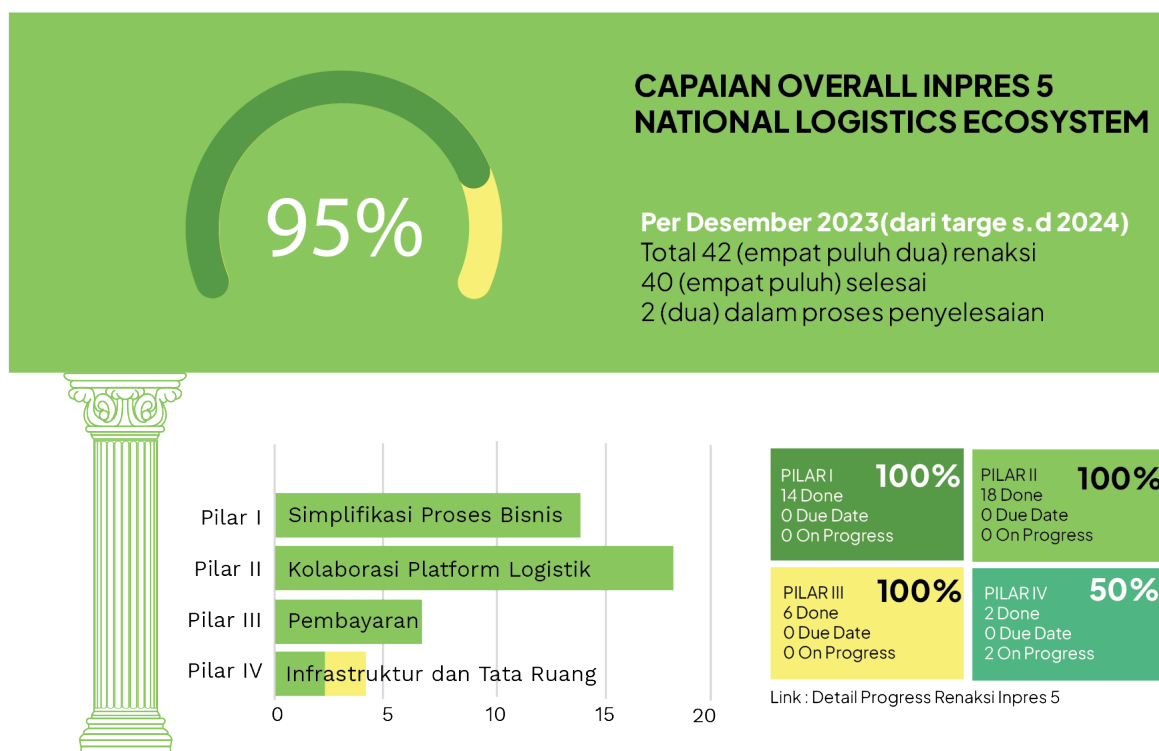 95%
CAPAIAN OVERALL INPRES 5
NATIONAL LOGISTICS ECOSYSTEM
Per Desember 2023(dari targe s.d 2024)
Total 42 (empat puluh dua) renaksi
40 (empat puluh) selesai
2 (dua) dalam proses penyelesaian
Pilar I
Simplifikasi Proses Bisnis
Pilar II
Kolaborasi Platform Logistik
Pilar III
Pembayaran
Pilar IV
Infrastruktur dan Tata Ruang
0 5 10 15 20
PILAR I 100%
14 Done
0 Due Date
0 On Progress
PILAR II 100%
18 Done
0 Due Date
0 On Progress
PILAR III 100%
6 Done
0 Due Date
0 On Progress
PILAR IV 50%
2 Done
0 Due Date
2 On Progress
Link : Detail Progress Renaksi Inpres 5